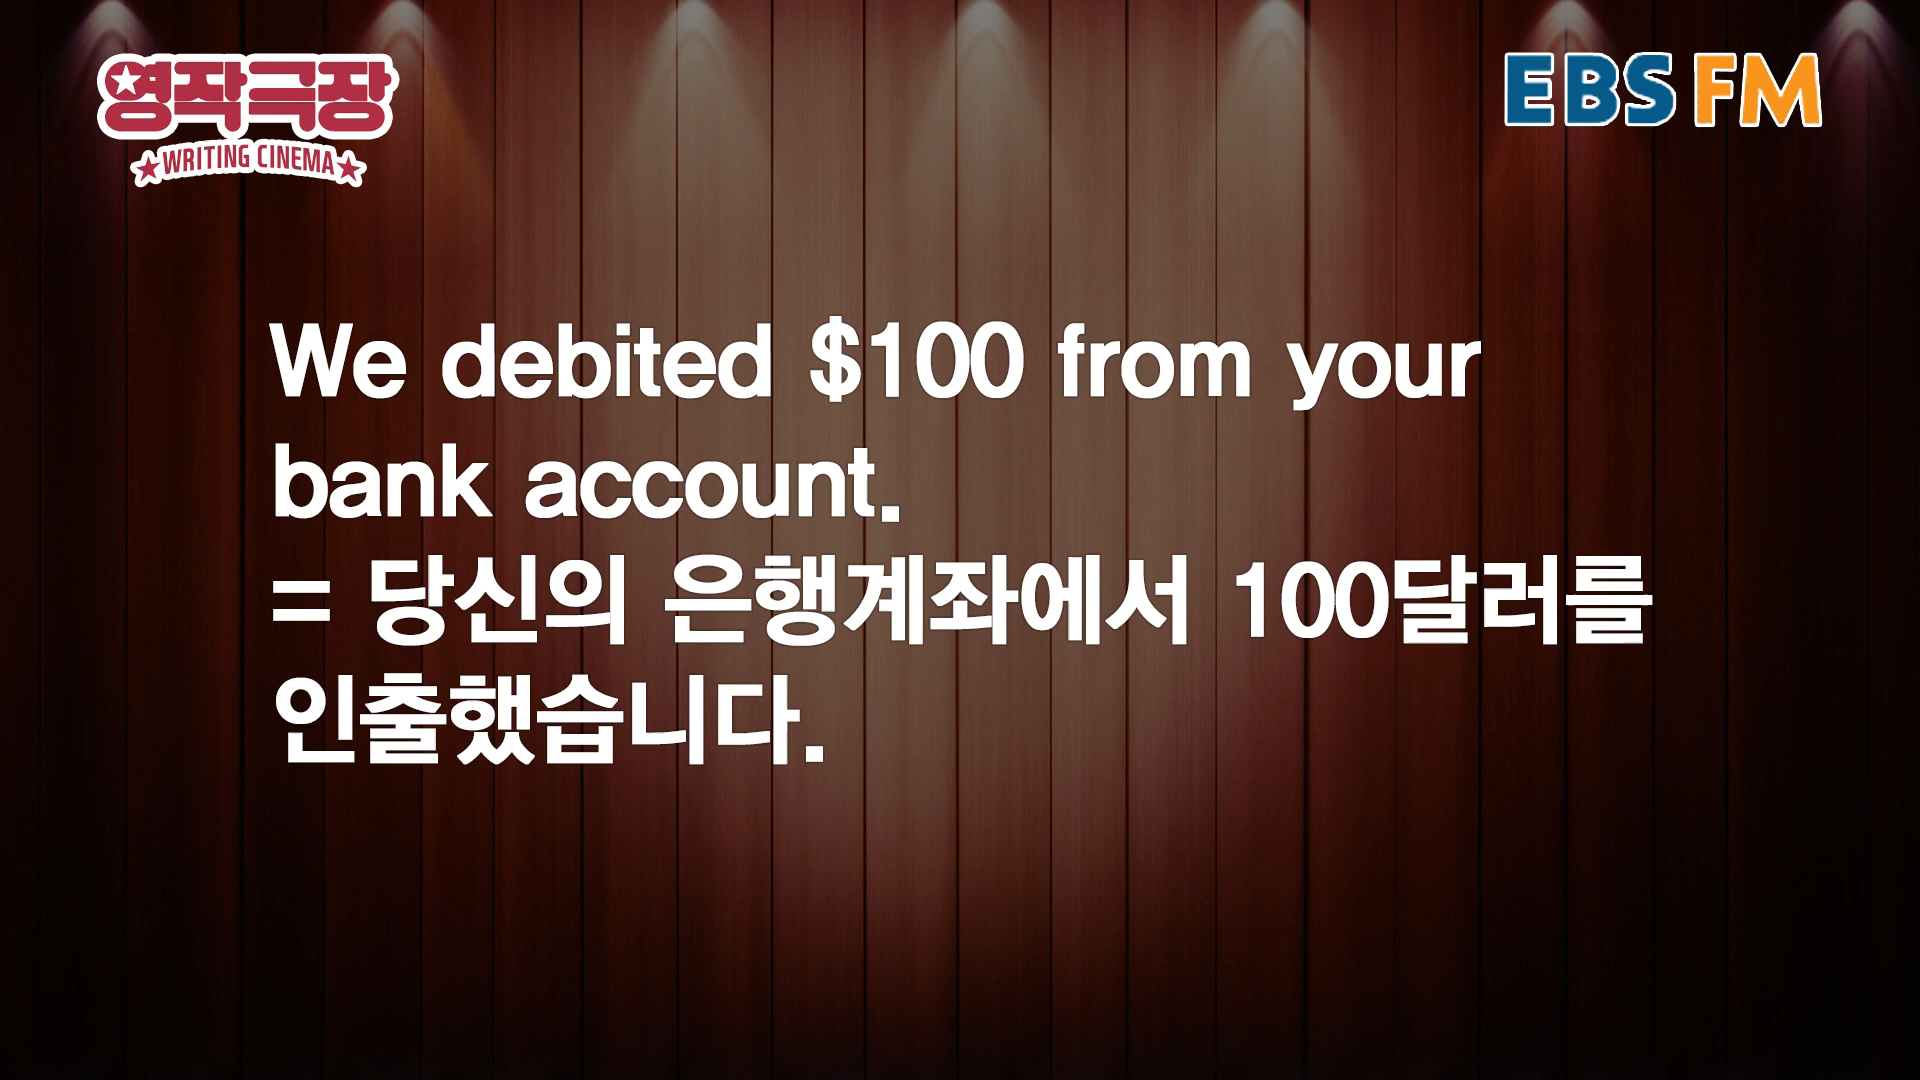 영작극장
WRITING CINEMA
EBS FM
We debited $100 from your
bank account.
= 당신의 은행계좌에서 100달러를
인출했습니다.